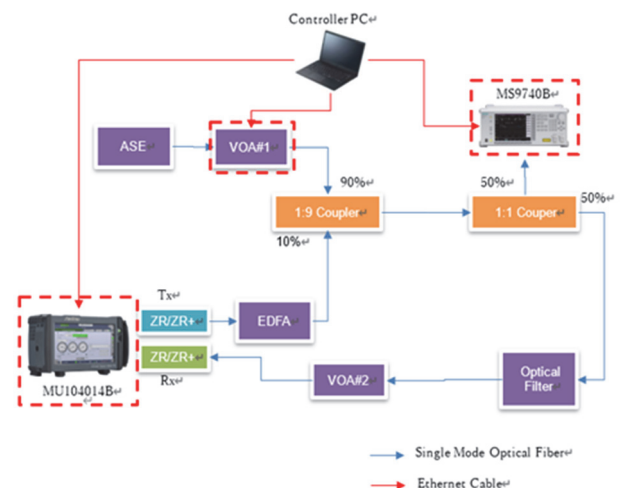 Controller PC↵
MS9740B↵
ASE↵
VOA#1↵
90%↵
50%↵
50%↵
1:9 Coupler↵
1:1 Couper↵
10%↵
Tx↵
ZR/ZR+↵
EDFA↵
ZR/ZR+↵
Rx↵
VOA#2↵
Optical
Filter↵
MU104014B↵
↵
Single Mode Optical Fiber↵
Ethernet Cable↵